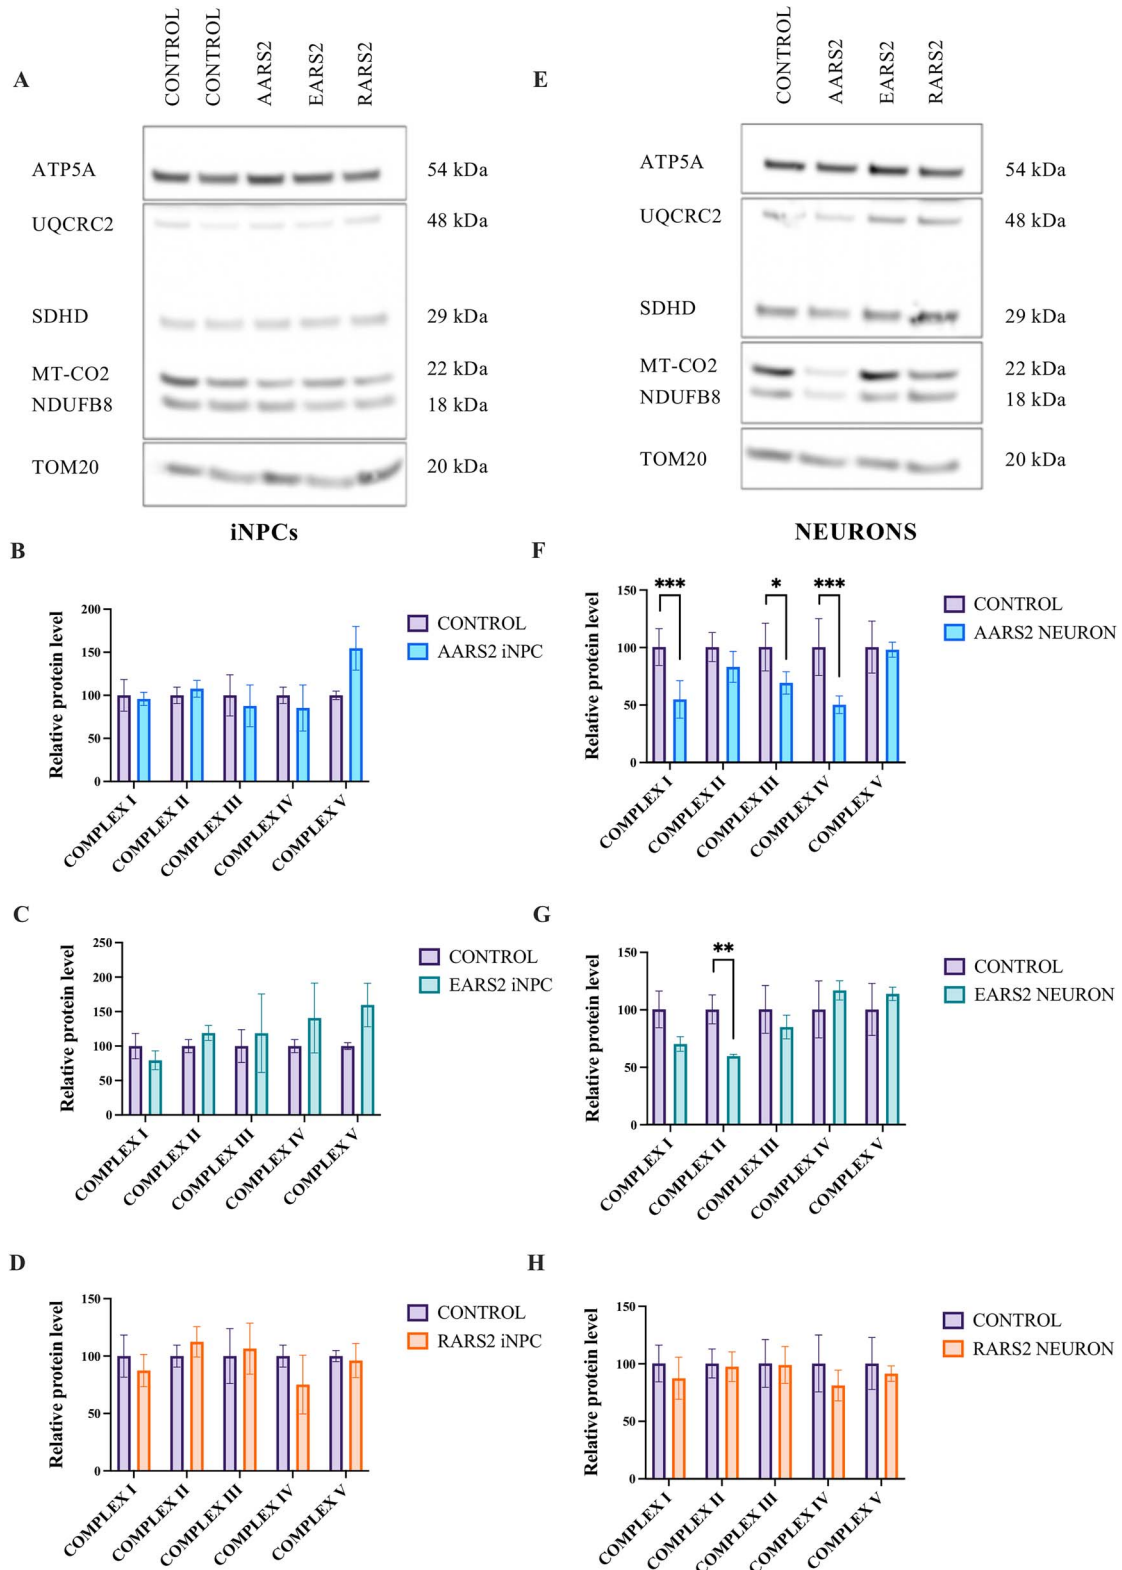 A
CONTROL
CONTROL
AARS2
EARS2
RARS2
ATP5A
54 kDa
UQCRC2
48 kDa
SDHD
29 kDa
MT-CO2
22 kDa
NDUFB8
18 kDa
TOM20
20 kDa
iNPCs
E
CONTROL
AARS2
EARS2
RARS2
ATP5A
54 kDa
UQCRC2
48 kDa
SDHD
29 kDa
MT-CO2
22 kDa
NDUFB8
18 kDa
TOM20
20 kDa
NEURONS
B
Relative protein level
200
150
100
50
0
COMPLEX I
COMPLEX II
COMPLEX III
COMPLEX IV
COMPLEX V
CONTROL
AARS2 iNPC
F
Relative protein level
150
100
50
0
***
*
***
COMPLEX I
COMPLEX II
COMPLEX III
COMPLEX IV
COMPLEX V
CONTROL
AARS2 NEURON
C
Relative protein level
250
200
150
100
50
0
COMPLEX I
COMPLEX II
COMPLEX III
COMPLEX IV
COMPLEX V
CONTROL
EARS2 iNPC
G
Relative protein level
150
100
50
0
**
COMPLEX I
COMPLEX II
COMPLEX III
COMPLEX IV
COMPLEX V
CONTROL
EARS2 NEURON
D
Relative protein level
150
100
50
0
COMPLEX I
COMPLEX II
COMPLEX III
COMPLEX IV
COMPLEX V
CONTROL
RARS2 iNPC
H
Relative protein level
150
100
50
0
COMPLEX I
COMPLEX II
COMPLEX III
COMPLEX IV
COMPLEX V
CONTROL
RARS2 NEURON